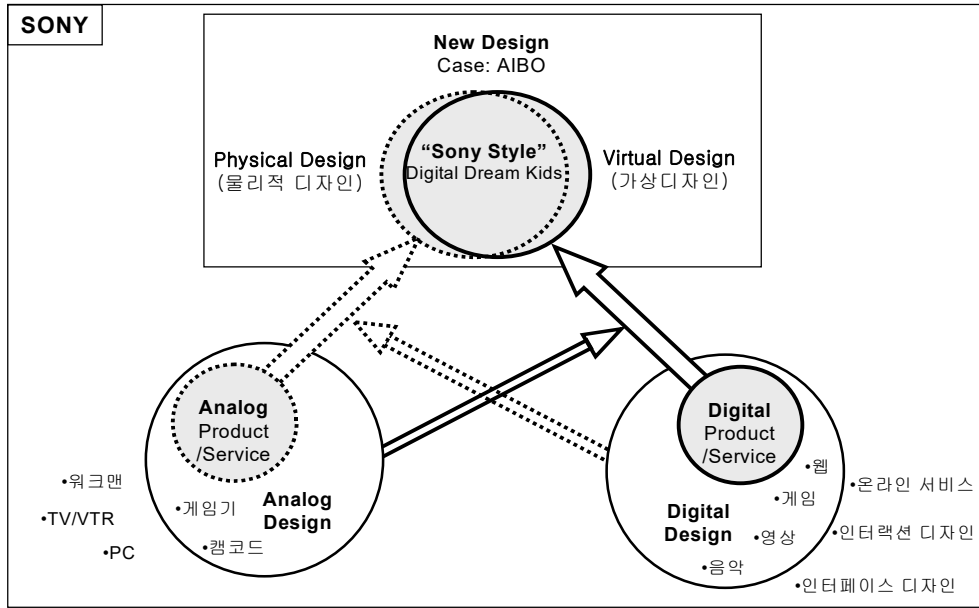 SONY
New Design
Case: AIBO
Physical Design
(물리적 디자인)
“Sony Style”
Digital Dream Kids
Virtual Design
(가상디자인)
Analog
Product
/Service
Analog
Design
•워크맨
•TV/VTR
•PC
•게임기
•캠코드
Digital
Product
/Service
Digital
Design
•웹
•게임
•영상
•음악
•온라인 서비스
•인터랙션 디자인
•인터페이스 디자인